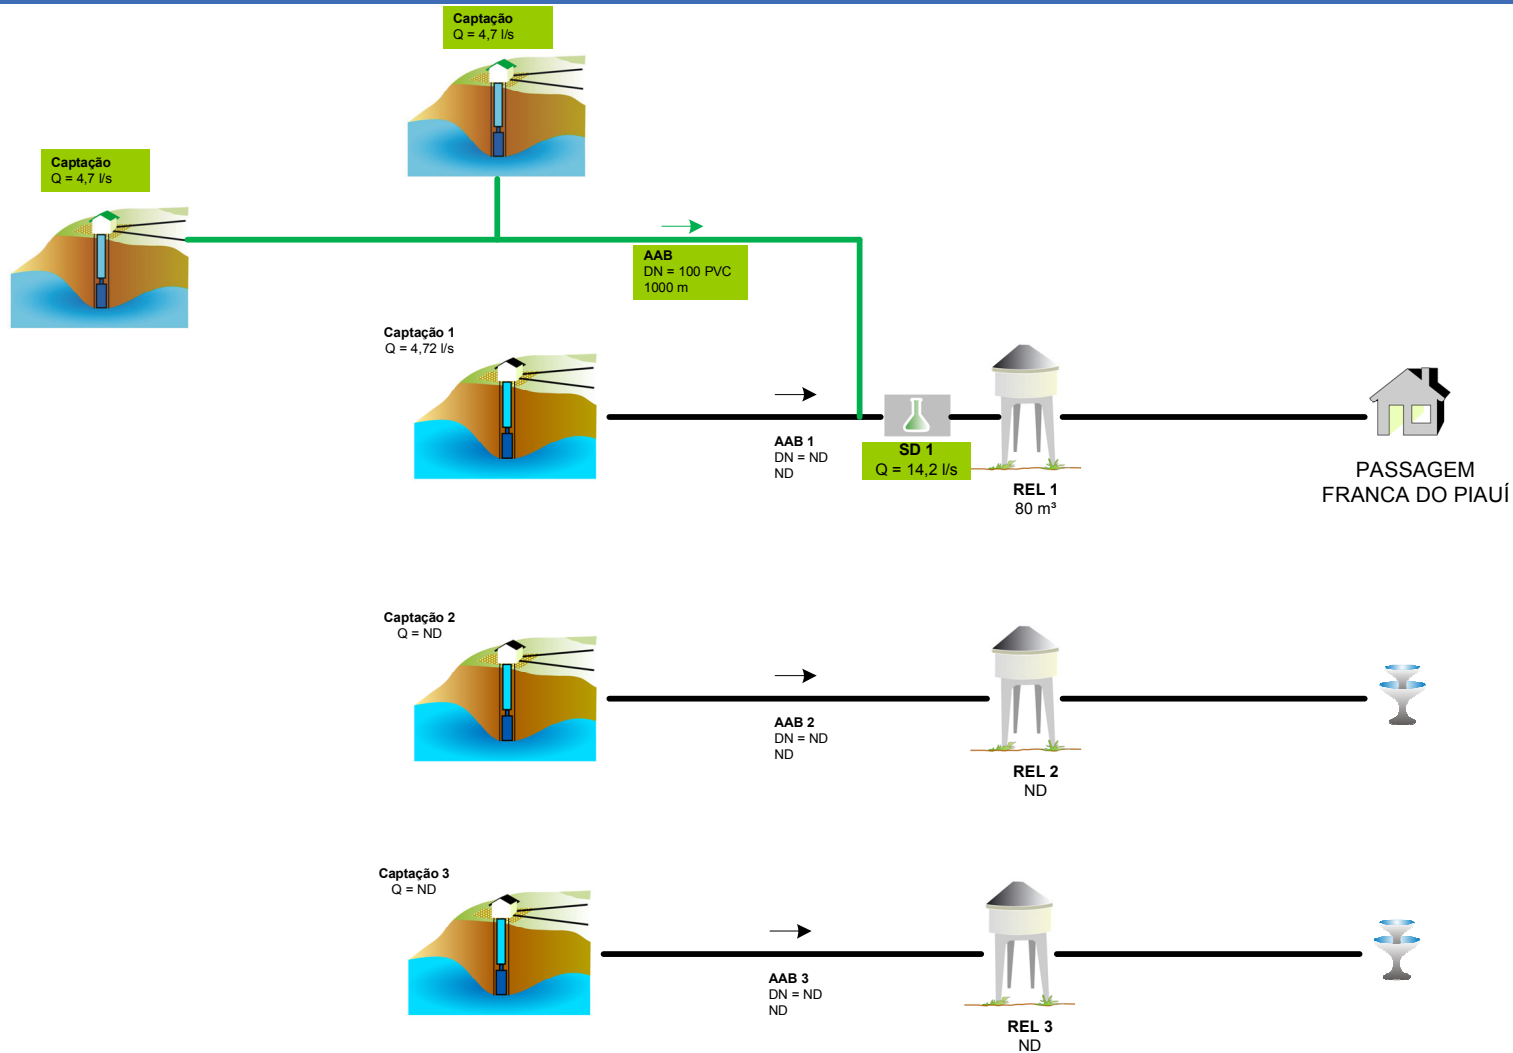 Captação
Q = 4,7 l/s
Captação
Q = 4,7 l/s
AAB
DN = 100 PVC
1000 m
Captação 1
Q = 4,72 l/s
AAB 1
DN = ND
ND
SD 1
Q = 14,2 l/s
REL 1
80 m³
PASSAGEM
FRANCA DO PIAUÍ
Captação 2
Q = ND
AAB 2
DN = ND
ND
REL 2
ND
Captação 3
Q = ND
AAB 3
DN = ND
ND
REL 3
ND